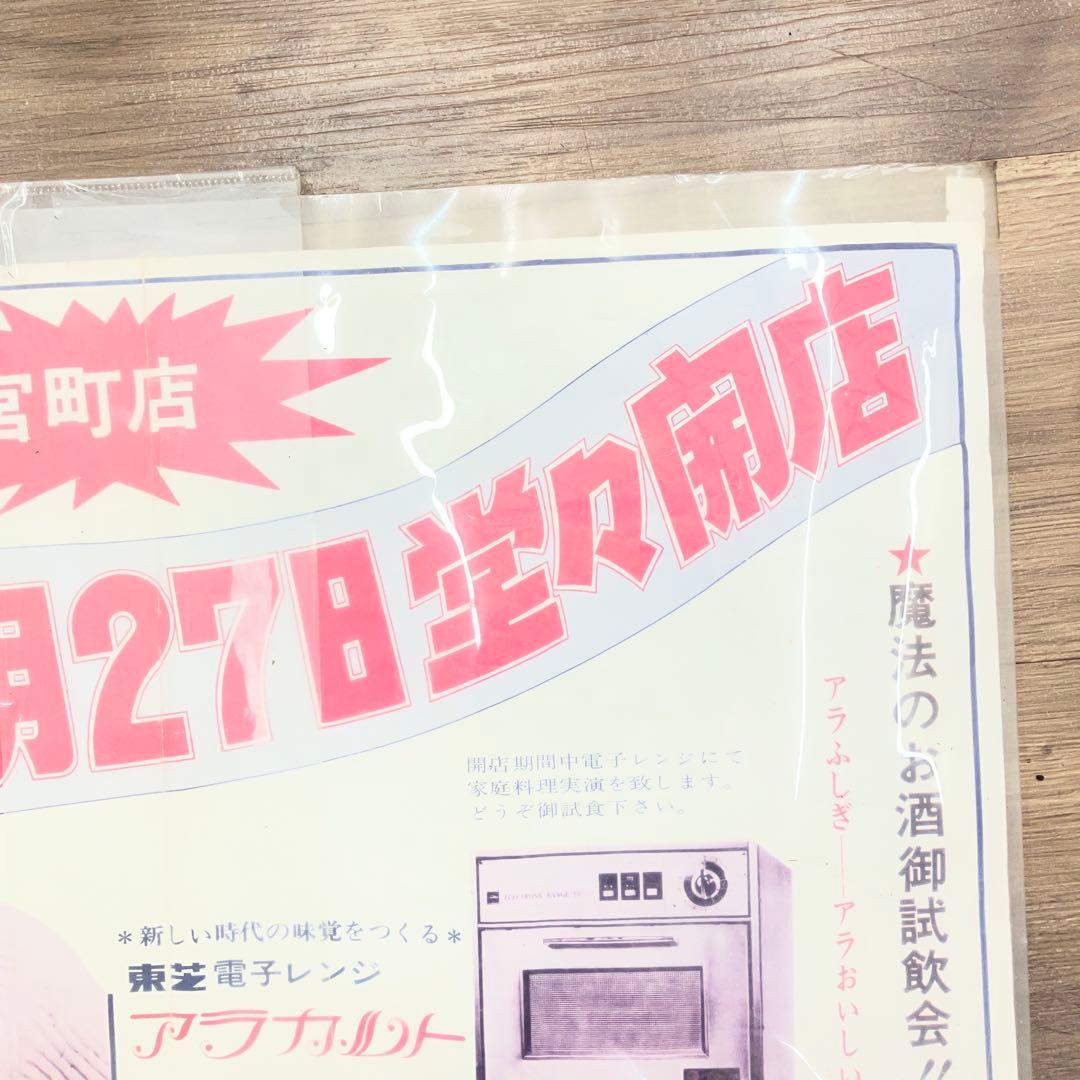 宮町店
月27日堂々開店
★魔法のお酒御試飲会!!
アラふしぎ――アラおいしい
開店期間中電子レンジにて
家庭料理実演を致します。
どうぞ御試食下さい。
ELECTRONIC RANGE
*新しい時代の味覚をつくる*
東芝電子レンジ
アラカルト